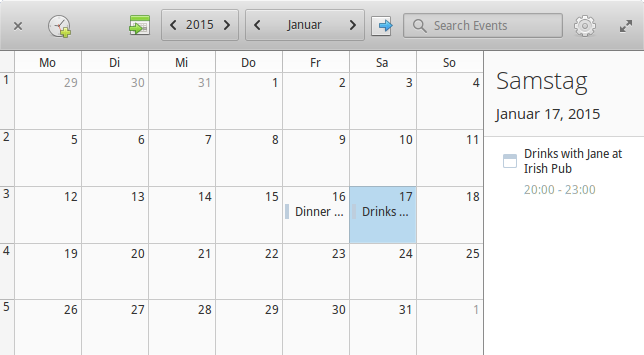 2015 Januar Search Events
Mo Di Mi Do Fr Sa So
1 29 30 31 1 2 3 4
2 5 6 7 8 9 10 11
3 12 13 14 15 16 17 18
Dinner ... Drinks ...
4 19 20 21 22 23 24 25
5 26 27 28 29 30 31 1
Samstag
Januar 17, 2015
Drinks with Jane at
Irish Pub
20:00 - 23:00